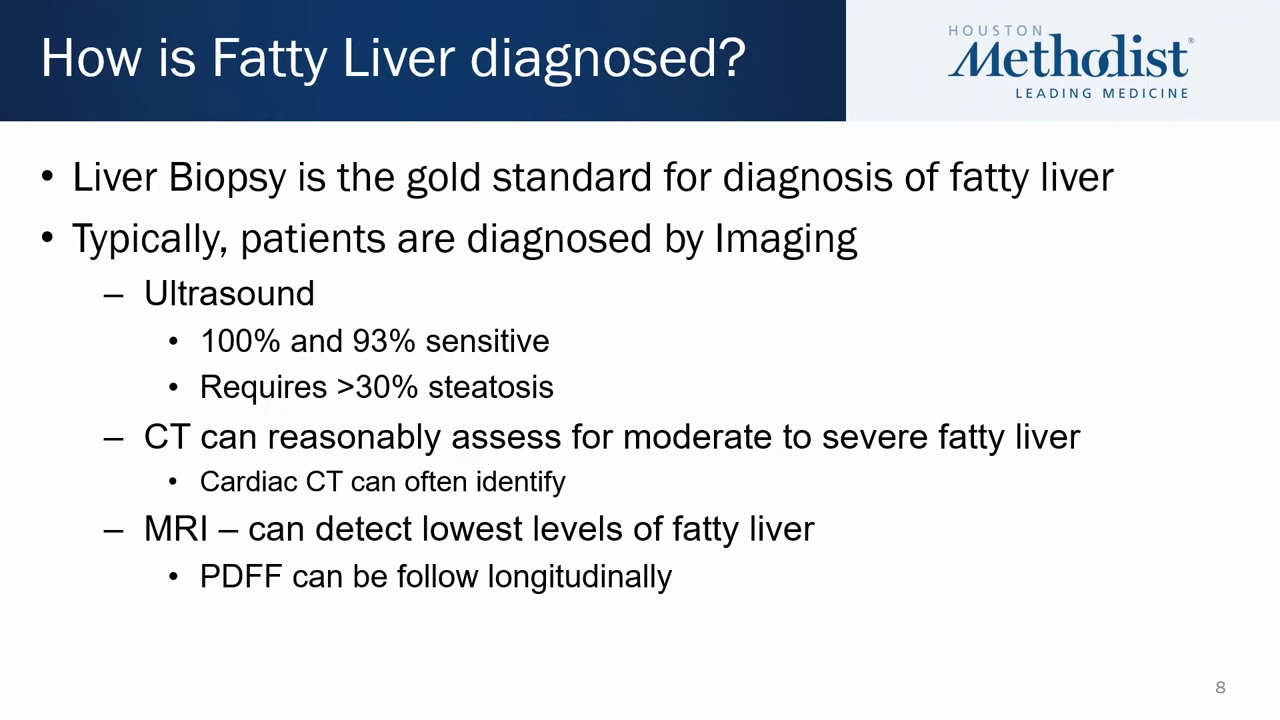 How is Fatty Liver diagnosed?
HOUSTON
Methodist®
LEADING MEDICINE
• Liver Biopsy is the gold standard for diagnosis of fatty liver
• Typically, patients are diagnosed by Imaging
– Ultrasound
• 100% and 93% sensitive
• Requires >30% steatosis
– CT can reasonably assess for moderate to severe fatty liver
• Cardiac CT can often identify
– MRI – can detect lowest levels of fatty liver
• PDFF can be follow longitudinally
8